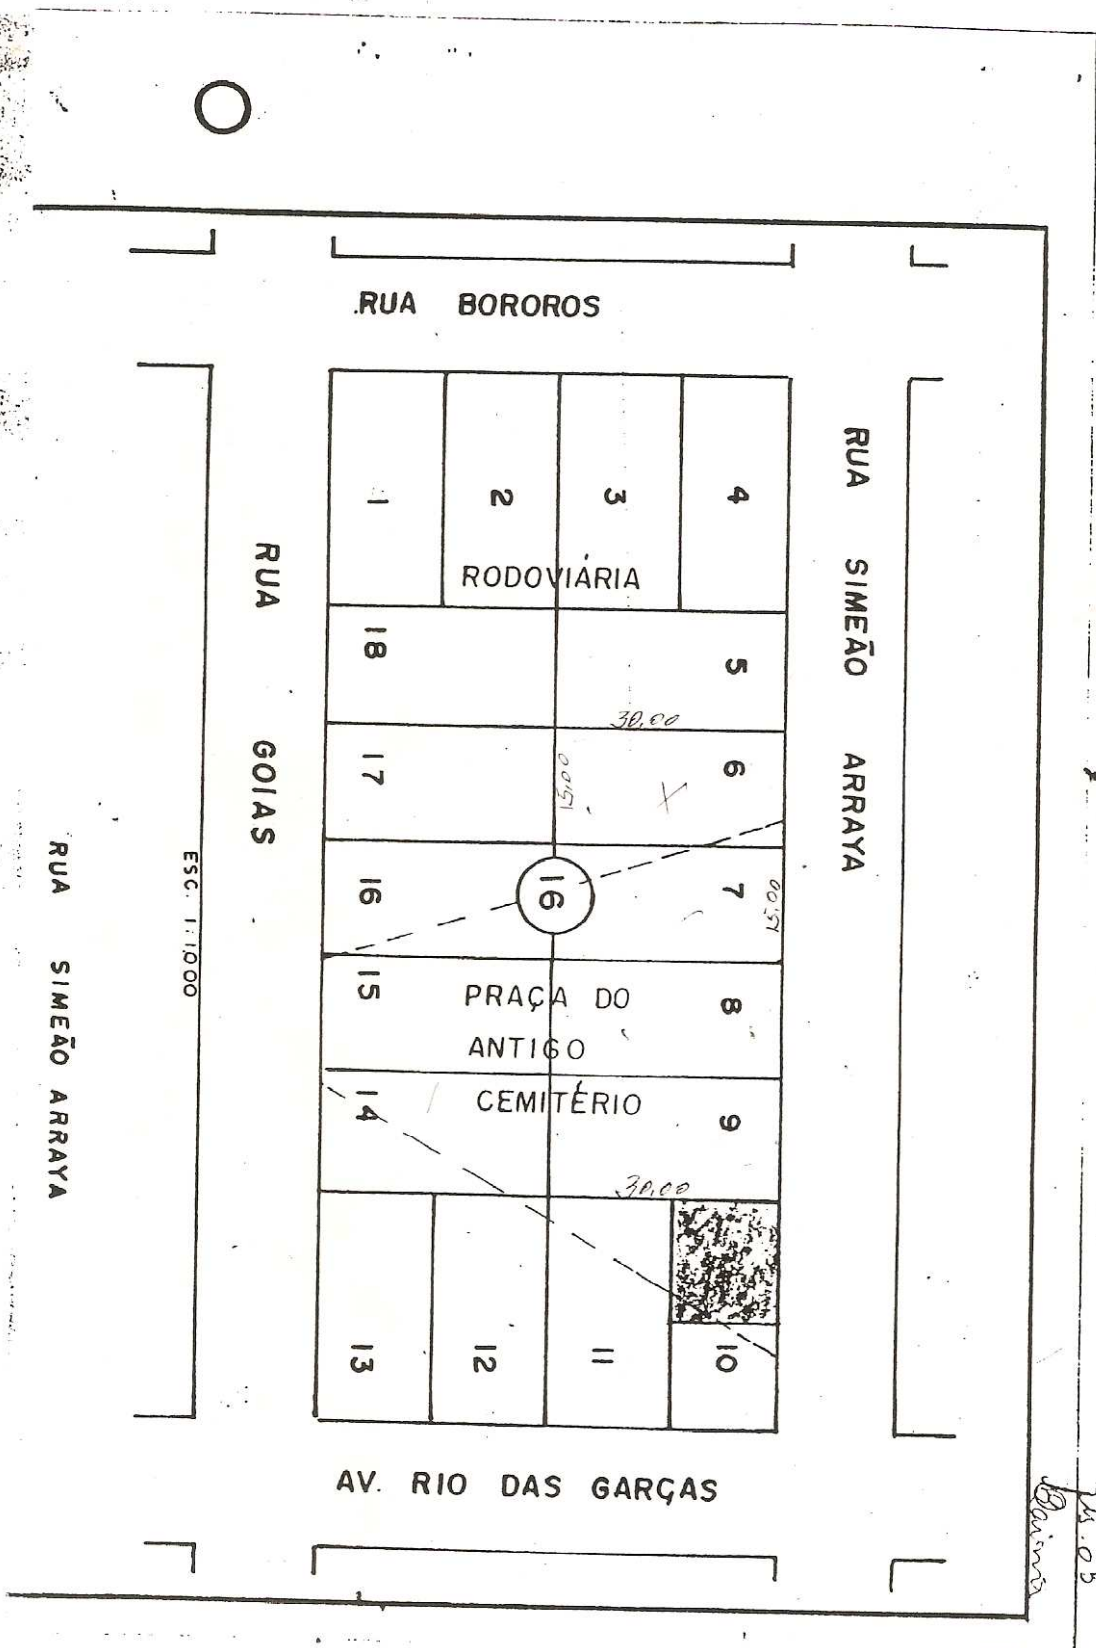 .RUA BOROROS
RUA SIMEÃO ARRAYA
RUA GOIAS
1
2
3
4
RODOVIÁRIA
18
5
30,00
17
15,00
6
16
16
7
15,00
15
PRAÇA DO
8
ANTIGO
14
CEMITÉRIO
9
30,00
13
12
11
10
AV. RIO DAS GARÇAS
ESC. 1:1000
RUA SIMEÃO ARRAYA